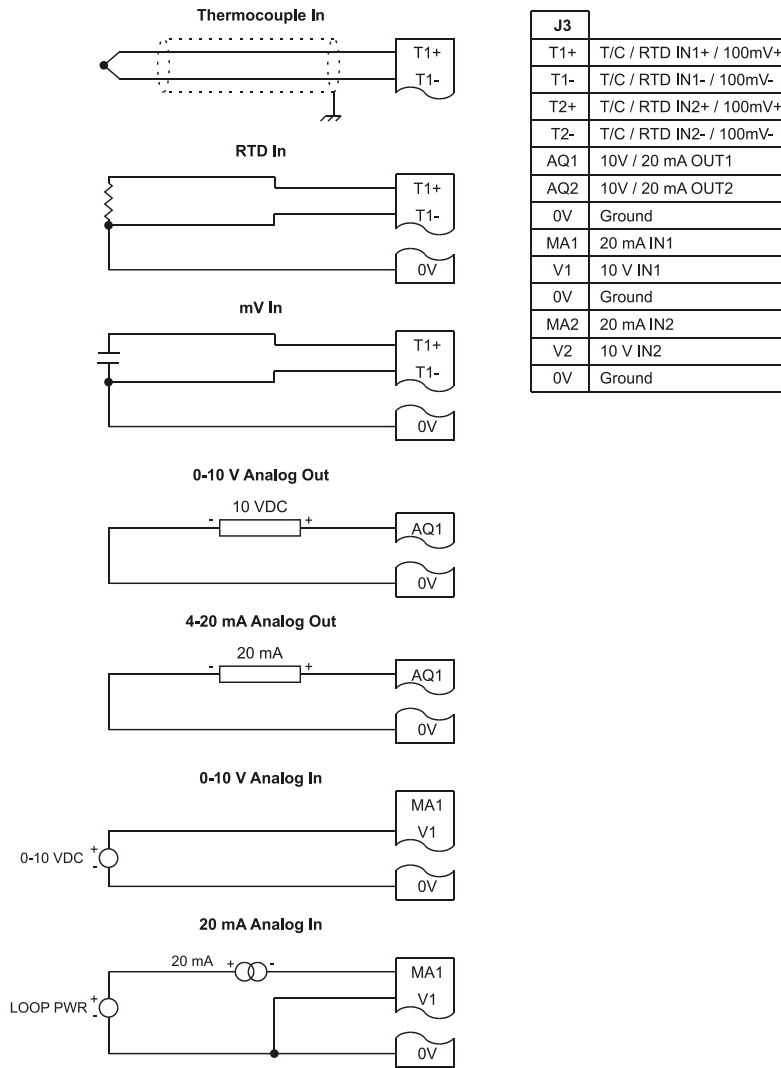 Thermocouple In
T1+
T1-
RTD In
T1+
T1-
0V
mV In
T1+
T1-
0V
0-10 V Analog Out
- 10 VDC +
AQ1
0V
4-20 mA Analog Out
- 20 mA +
AQ1
0V
0-10 V Analog In
MA1
V1
0-10 VDC + -
0V
20 mA Analog In
20 mA + -
MA1
V1
LOOP PWR + -
0V
J3
T1+ T/C / RTD IN1+ / 100mV+
T1- T/C / RTD IN1- / 100mV-
T2+ T/C / RTD IN2+ / 100mV+
T2- T/C / RTD IN2- / 100mV-
AQ1 10V / 20 mA OUT1
AQ2 10V / 20 mA OUT2
0V Ground
MA1 20 mA IN1
V1 10 V IN1
0V Ground
MA2 20 mA IN2
V2 10 V IN2
0V Ground